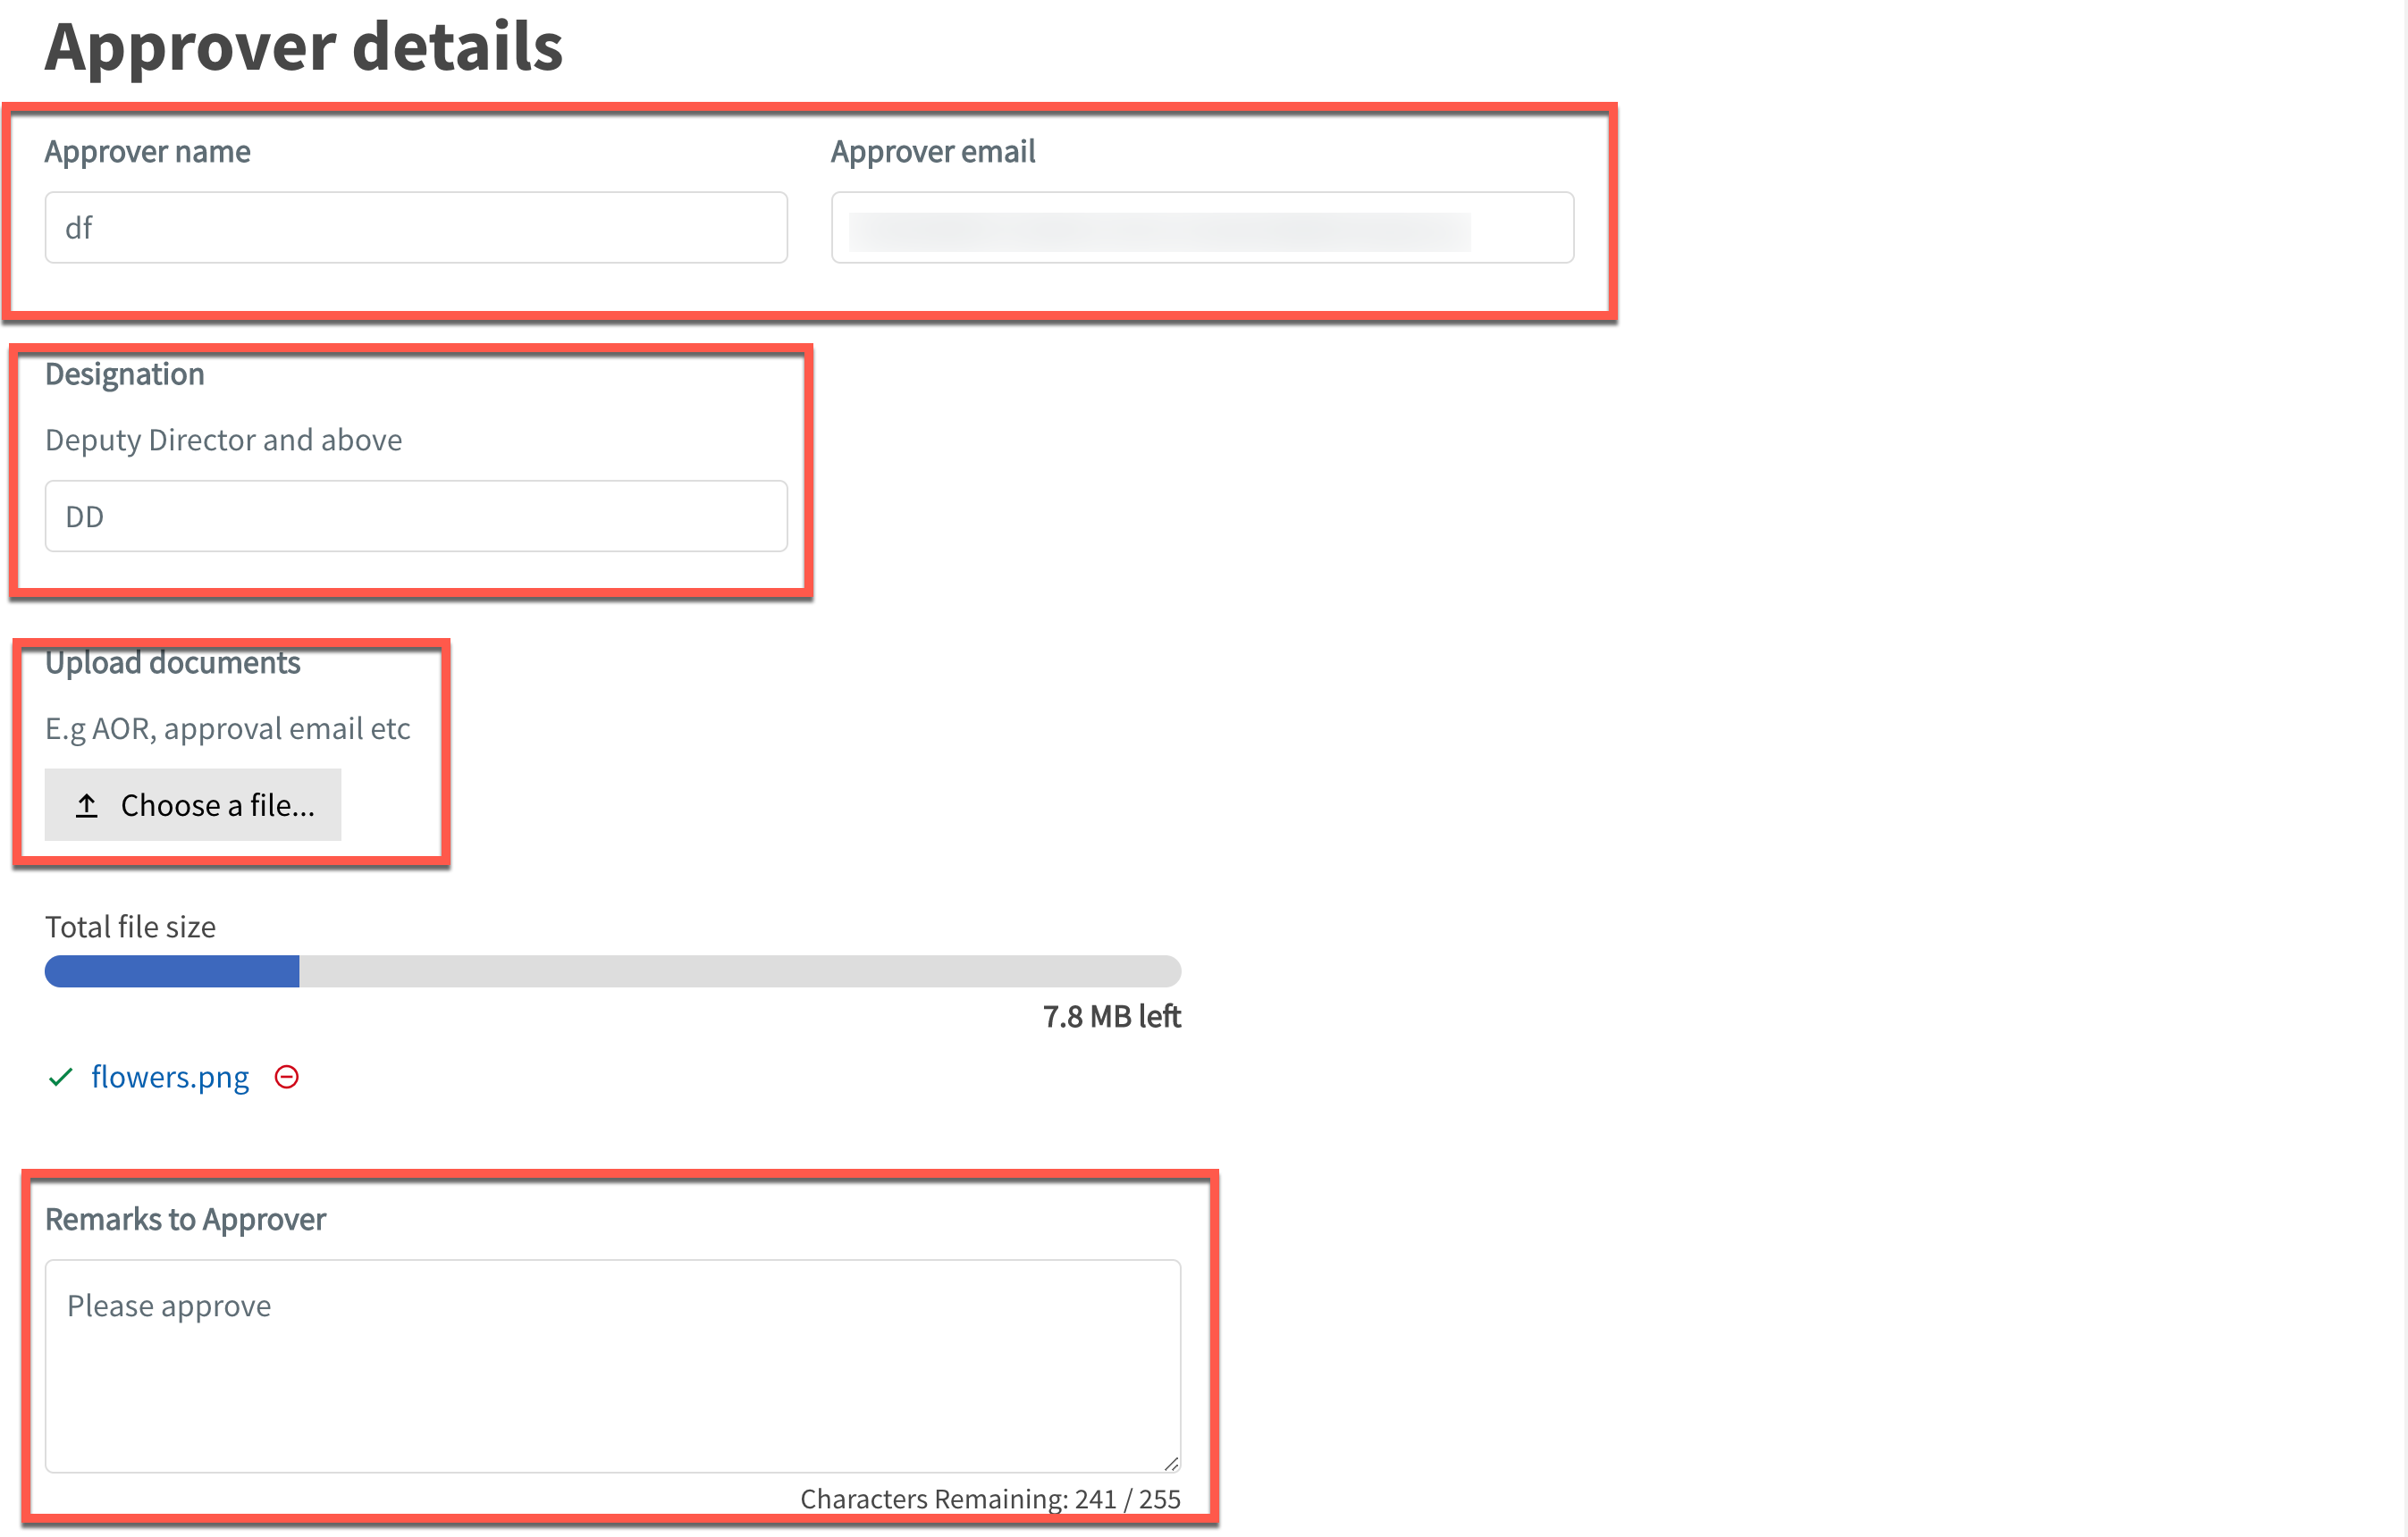 Approver details
Approver name
Approver email
df
Designation
Deputy Director and above
DD
Upload documents
E.g AOR, approval email etc
Choose a file...
Total file size
7.8 MB left
flowers.png
Remarks to Approver
Please approve
Characters Remaining: 241 / 255